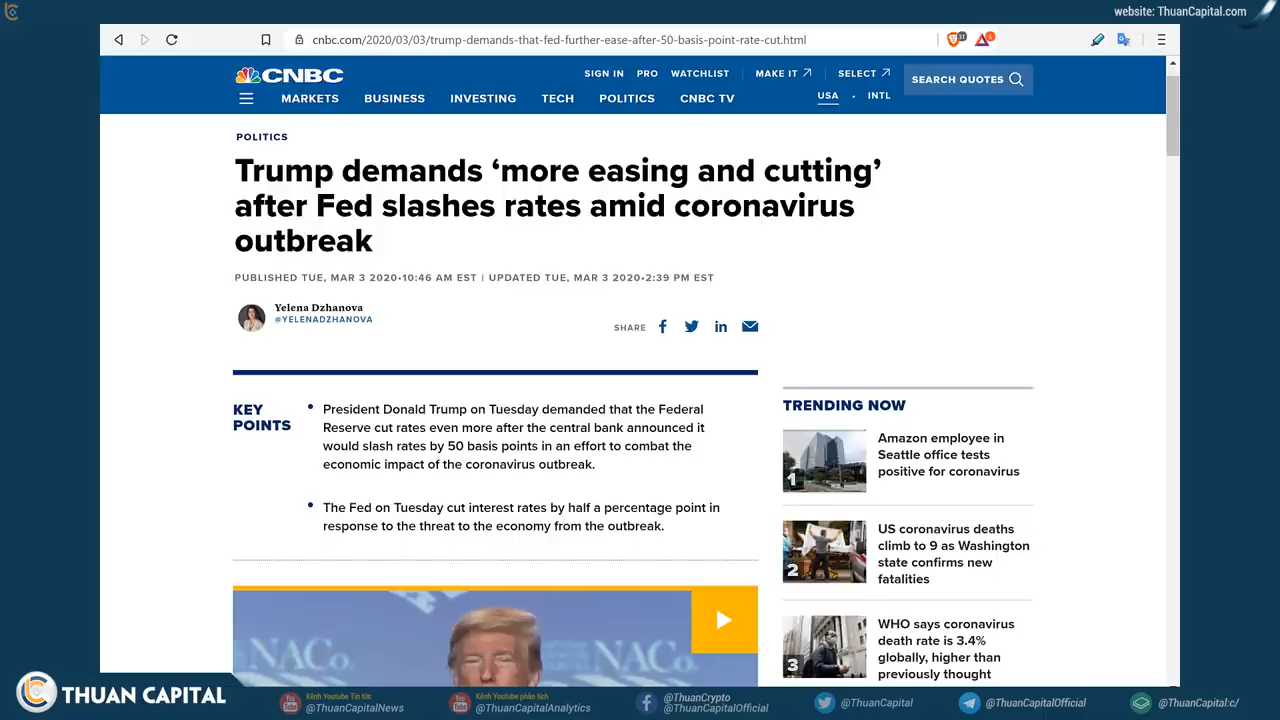 website: ThuanCapital.com
cnbc.com/2020/03/03/trump-demands-that-fed-further-ease-after-50-basis-point-rate-cut.html
CNBC
SIGN IN PRO WATCHLIST MAKE IT SELECT
SEARCH QUOTES
MARKETS BUSINESS INVESTING TECH POLITICS CNBC TV
USA · INTL
POLITICS
Trump demands ‘more easing and cutting’
after Fed slashes rates amid coronavirus
outbreak
PUBLISHED TUE, MAR 3 2020•10:46 AM EST | UPDATED TUE, MAR 3 2020•2:39 PM EST
Yelena Dzhanova
@YELENADZHANOVA
SHARE
KEY
POINTS
• President Donald Trump on Tuesday demanded that the Federal
Reserve cut rates even more after the central bank announced it
would slash rates by 50 basis points in an effort to combat the
economic impact of the coronavirus outbreak.
• The Fed on Tuesday cut interest rates by half a percentage point in
response to the threat to the economy from the outbreak.
NACo.
NACo.
TRENDING NOW
1
Amazon employee in
Seattle office tests
positive for coronavirus
2
US coronavirus deaths
climb to 9 as Washington
state confirms new
fatalities
3
WHO says coronavirus
death rate is 3.4%
globally, higher than
previously thought
THUAN CAPITAL
Kênh Youtube Tin tức
@ThuanCapitalNews
Kênh Youtube phân tích
@ThuanCapitalAnalytics
@ThuanCrypto
@ThuanCapitalOfficial
@ThuanCapital
@ThuanCapitalOfficial
@ThuanCapital:c/